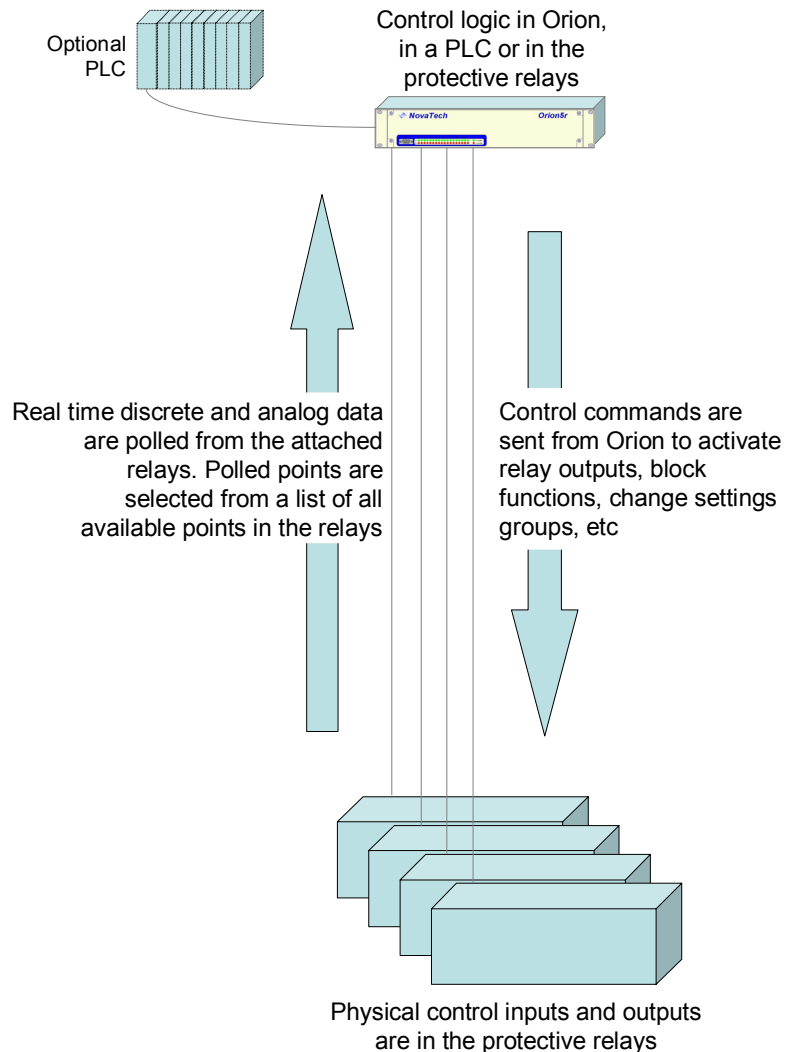 Optional
PLC
Control logic in Orion,
in a PLC or in the
protective relays
NovaTech
Orion5r
Real time discrete and analog data
are polled from the attached
relays. Polled points are
selected from a list of all
available points in the relays
Control commands are
sent from Orion to activate
relay outputs, block
functions, change settings
groups, etc
Physical control inputs and outputs
are in the protective relays